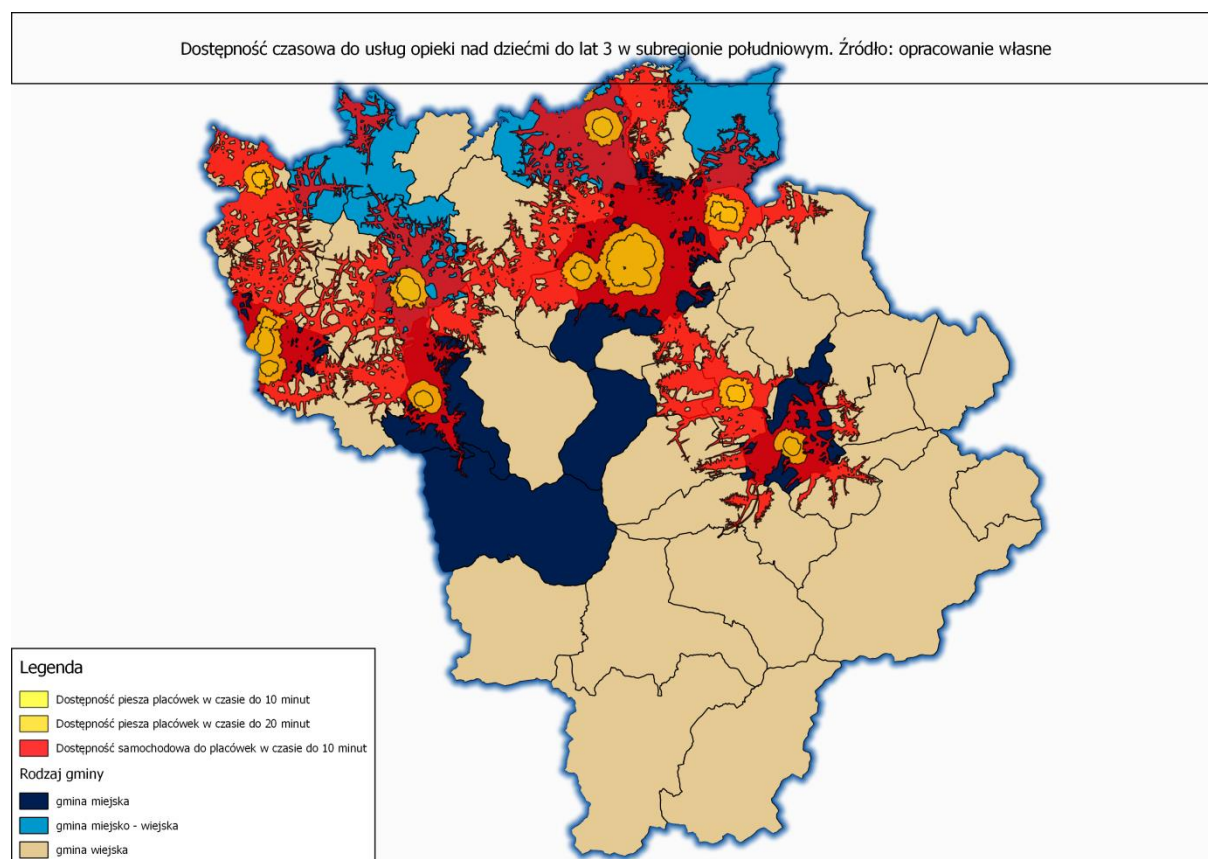 Dostępność czasowa do usług opieki nad dziećmi do lat 3 w subregionie południowym. Źródło: opracowanie własne
Legenda
Dostępność piesza placówek w czasie do 10 minut
Dostępność piesza placówek w czasie do 20 minut
Dostępność samochodowa do placówek w czasie do 10 minut
Rodzaj gminy
gmina miejska
gmina miejsko - wiejska
gmina wiejska